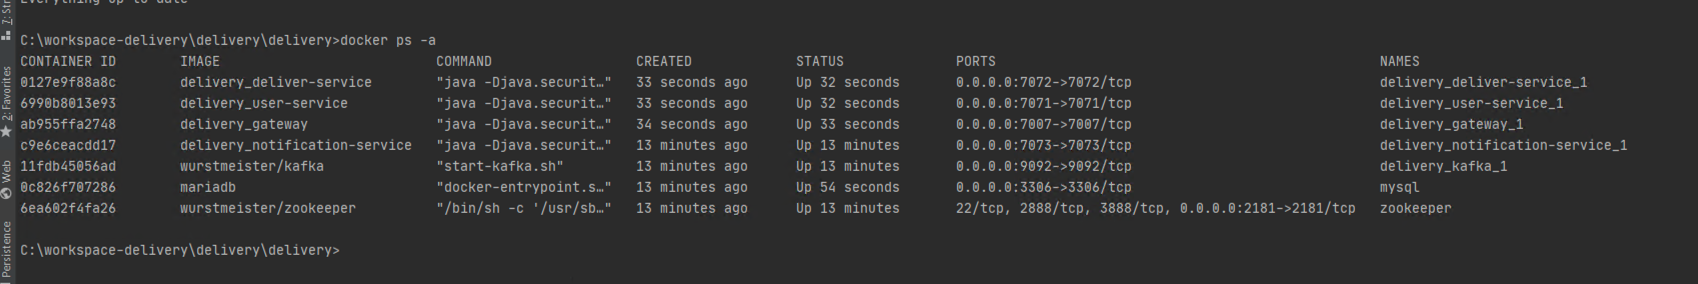 Everything up-to-date
7: Str
C:\workspace-delivery\delivery\delivery>docker ps -a
CONTAINER ID IMAGE COMMAND CREATED STATUS PORTS NAMES
0127e9f88a8c delivery_deliver-service "java -Djava.securit…" 33 seconds ago Up 32 seconds 0.0.0.0:7072->7072/tcp delivery_deliver-service_1
6990b8013e93 delivery_user-service "java -Djava.securit…" 33 seconds ago Up 32 seconds 0.0.0.0:7071->7071/tcp delivery_user-service_1
ab955ffa2748 delivery_gateway "java -Djava.securit…" 34 seconds ago Up 33 seconds 0.0.0.0:7007->7007/tcp delivery_gateway_1
c9e6ceacdd17 delivery_notification-service "java -Djava.securit…" 13 minutes ago Up 13 minutes 0.0.0.0:7073->7073/tcp delivery_notification-service_1
11fdb45056ad wurstmeister/kafka "start-kafka.sh" 13 minutes ago Up 13 minutes 0.0.0.0:9092->9092/tcp delivery_kafka_1
0c826f707286 mariadb "docker-entrypoint.s…" 13 minutes ago Up 54 seconds 0.0.0.0:3306->3306/tcp mysql
6ea602f4fa26 wurstmeister/zookeeper "/bin/sh -c '/usr/sb…" 13 minutes ago Up 13 minutes 22/tcp, 2888/tcp, 3888/tcp, 0.0.0.0:2181->2181/tcp zookeeper
C:\workspace-delivery\delivery\delivery>
2: Favorites
Web
Persistence